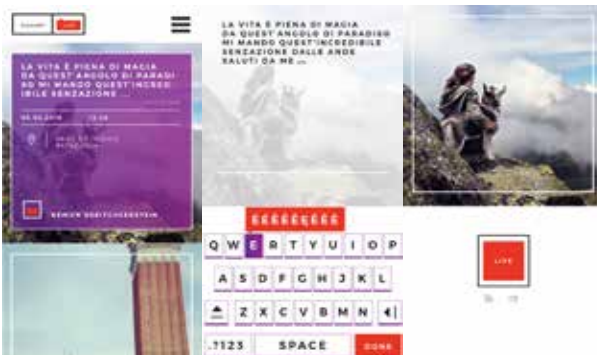 LIVE
LA VITA È PIENA DI MAGIA
DA QUEST'ANGOLO DI PARADI
SO MI MANDO QUEST'INCRED
IBILE SENZAZIONE ...
LA VITA È PIENA DI MAGIA
DA QUEST'ANGOLO DI PARADISO
MI MANDO QUEST'INCREDIBILE
SENZAZIONE DALLE ANDE
SALUTI DA ME ...
Q W E R T Y U I O P
A S D F G H J K L
Z X C V B M N
.?123 SPACE DONE
LIVE